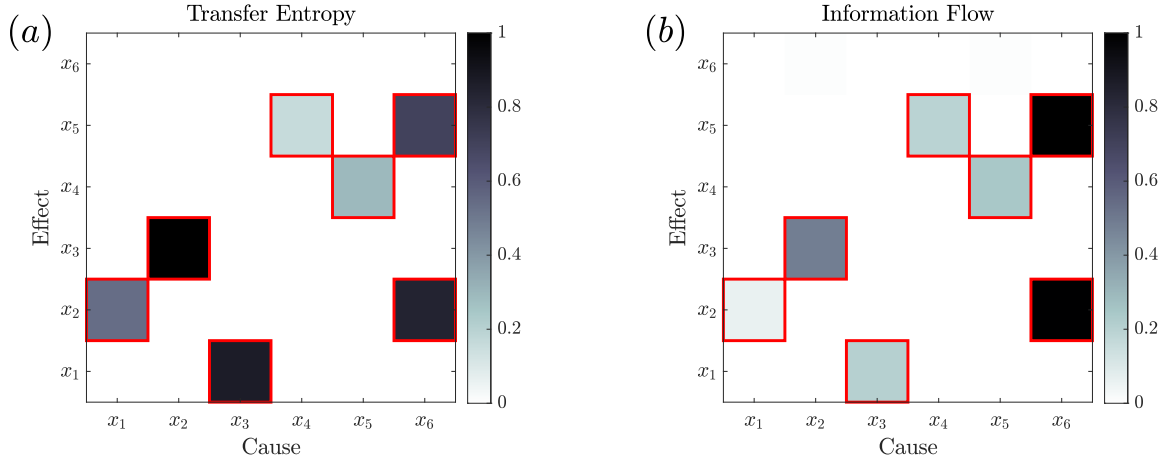 (a)
Transfer Entropy
Effect
x₆
x₅
x₄
x₃
x₂
x₁
x₁ x₂ x₃ x₄ x₅ x₆
Cause
1
0.8
0.6
0.4
0.2
0
(b)
Information Flow
Effect
x₆
x₅
x₄
x₃
x₂
x₁
x₁ x₂ x₃ x₄ x₅ x₆
Cause
1
0.8
0.6
0.4
0.2
0